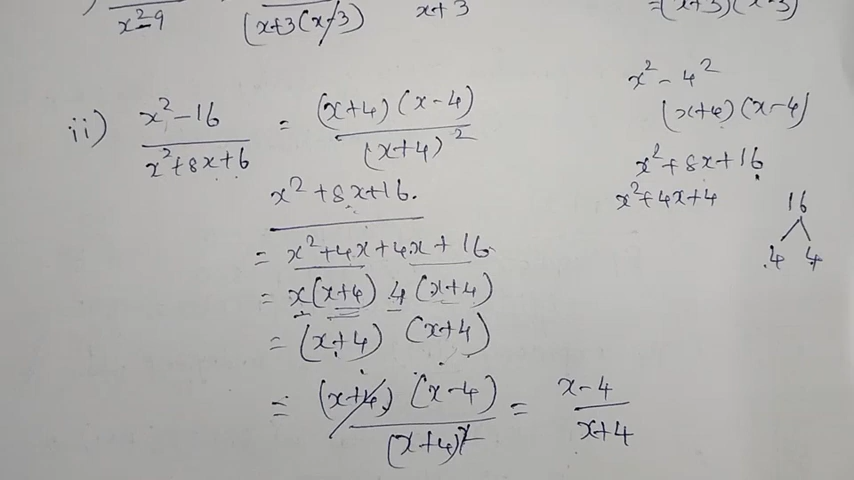 x²-9 (x+3(x-3) x+3 =(x+3)(x-3)
ii) x²-16 / x²+8x+6 = (x+4)(x-4) / (x+4)²
x²+8x+16.
= x²+4x+4x+16
= x(x+4) 4(x+4)
= (x+4) (x+4)
= (x+4)(x-4) / (x+4)² = x-4 / x+4
x²-4²
(x+4)(x-4)
x²+8x+16
x²+4x+4
16
4 4